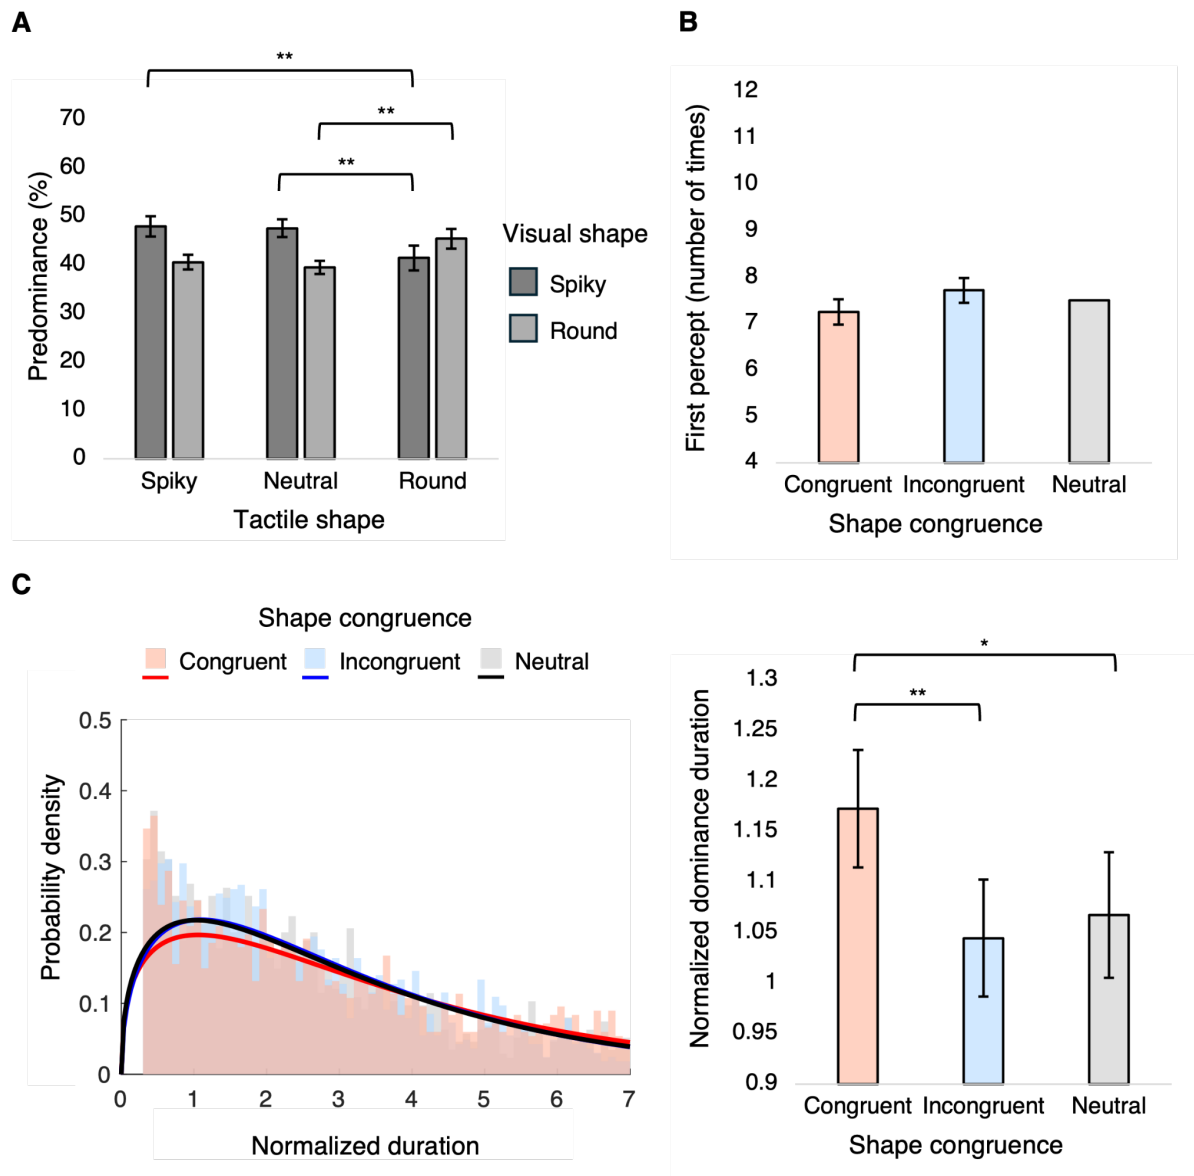 A
**
**
**
70
60
50
40
30
20
10
0
Predominance (%)
Spiky Neutral Round
Tactile shape
Visual shape
Spiky
Round
B
12
11
10
9
8
7
6
5
4
First percept (number of times)
Congruent Incongruent Neutral
Shape congruence
C
Shape congruence
Congruent Incongruent Neutral
0.5
0.4
0.3
0.2
0.1
0
Probability density
0 1 2 3 4 5 6 7
Normalized duration
*
**
1.3
1.25
1.2
1.15
1.1
1.05
1
0.95
0.9
Normalized dominance duration
Congruent Incongruent Neutral
Shape congruence